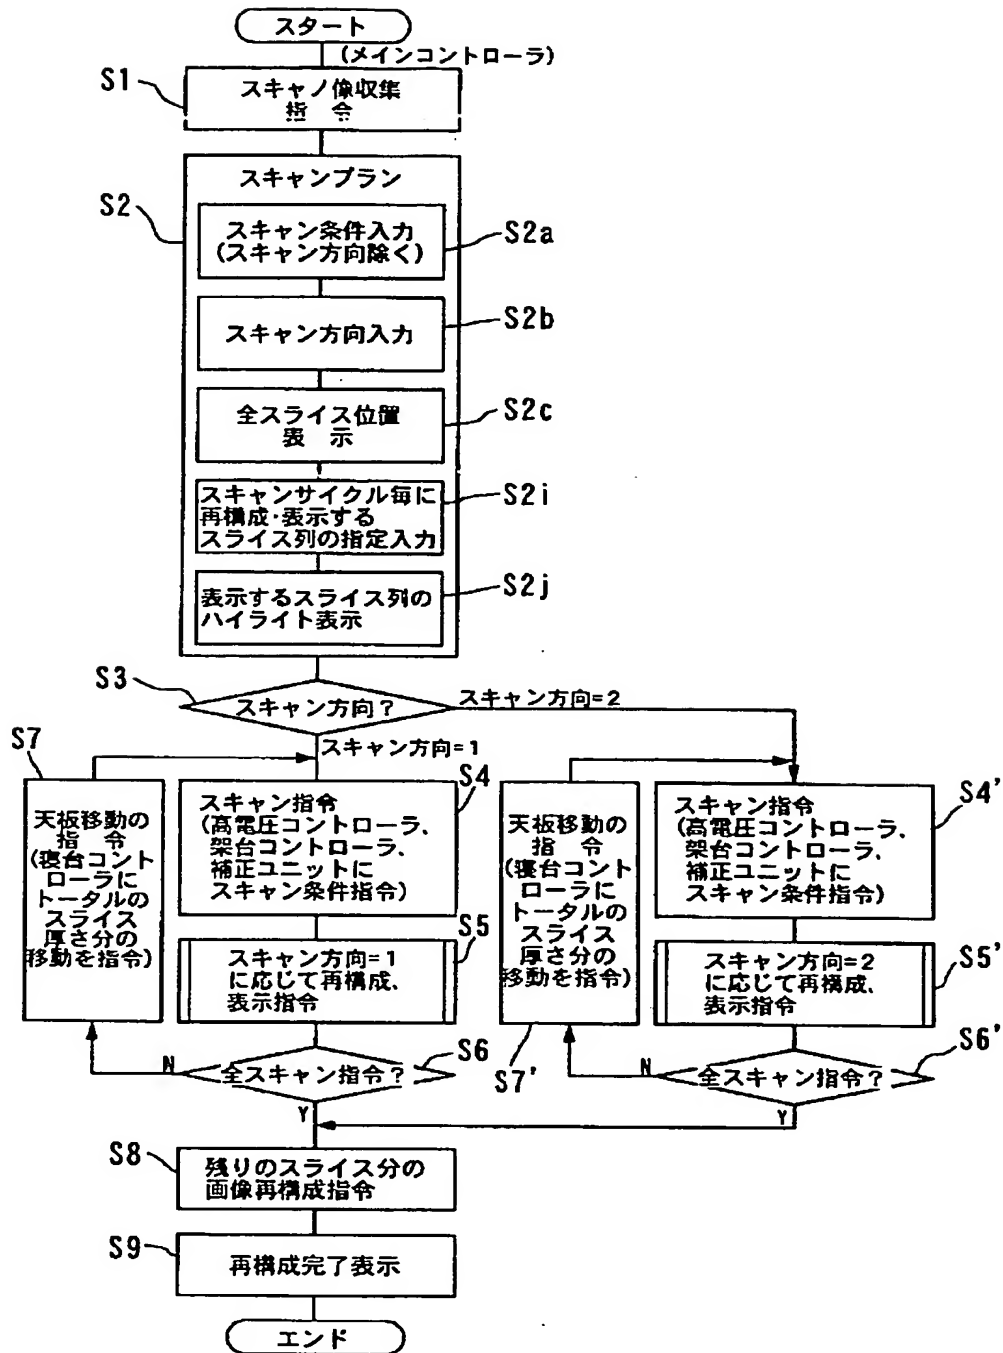 スタート
(メインコントローラ)
S1
スキャノ像収集
指 令
S2
スキャンプラン
スキャン条件入力
(スキャン方向除く)
S2a
スキャン方向入力
S2b
全スライス位置
表 示
S2c
スキャンサイクル毎に
再構成・表示する
スライス列の指定入力
S2i
表示するスライス列の
ハイライト表示
S2j
S3
スキャン方向?
スキャン方向=2
スキャン方向=1
S7
天板移動の
指 令
(寝台コント
ローラに
トータルの
スライス
厚さ分の
移動を指令)
S4
スキャン指令
(高電圧コントローラ、
架台コントローラ、
補正ユニットに
スキャン条件指令)
S5
スキャン方向=1
に応じて再構成、
表示指令
S6
全スキャン指令?
N
Y
天板移動の
指 令
(寝台コント
ローラに
トータルの
スライス
厚さ分の
移動を指令)
S7'
S4'
スキャン指令
(高電圧コントローラ、
架台コントローラ、
補正ユニットに
スキャン条件指令)
S5'
スキャン方向=2
に応じて再構成、
表示指令
S6'
全スキャン指令?
N
Y
S8
残りのスライス分の
画像再構成指令
S9
再構成完了表示
エンド